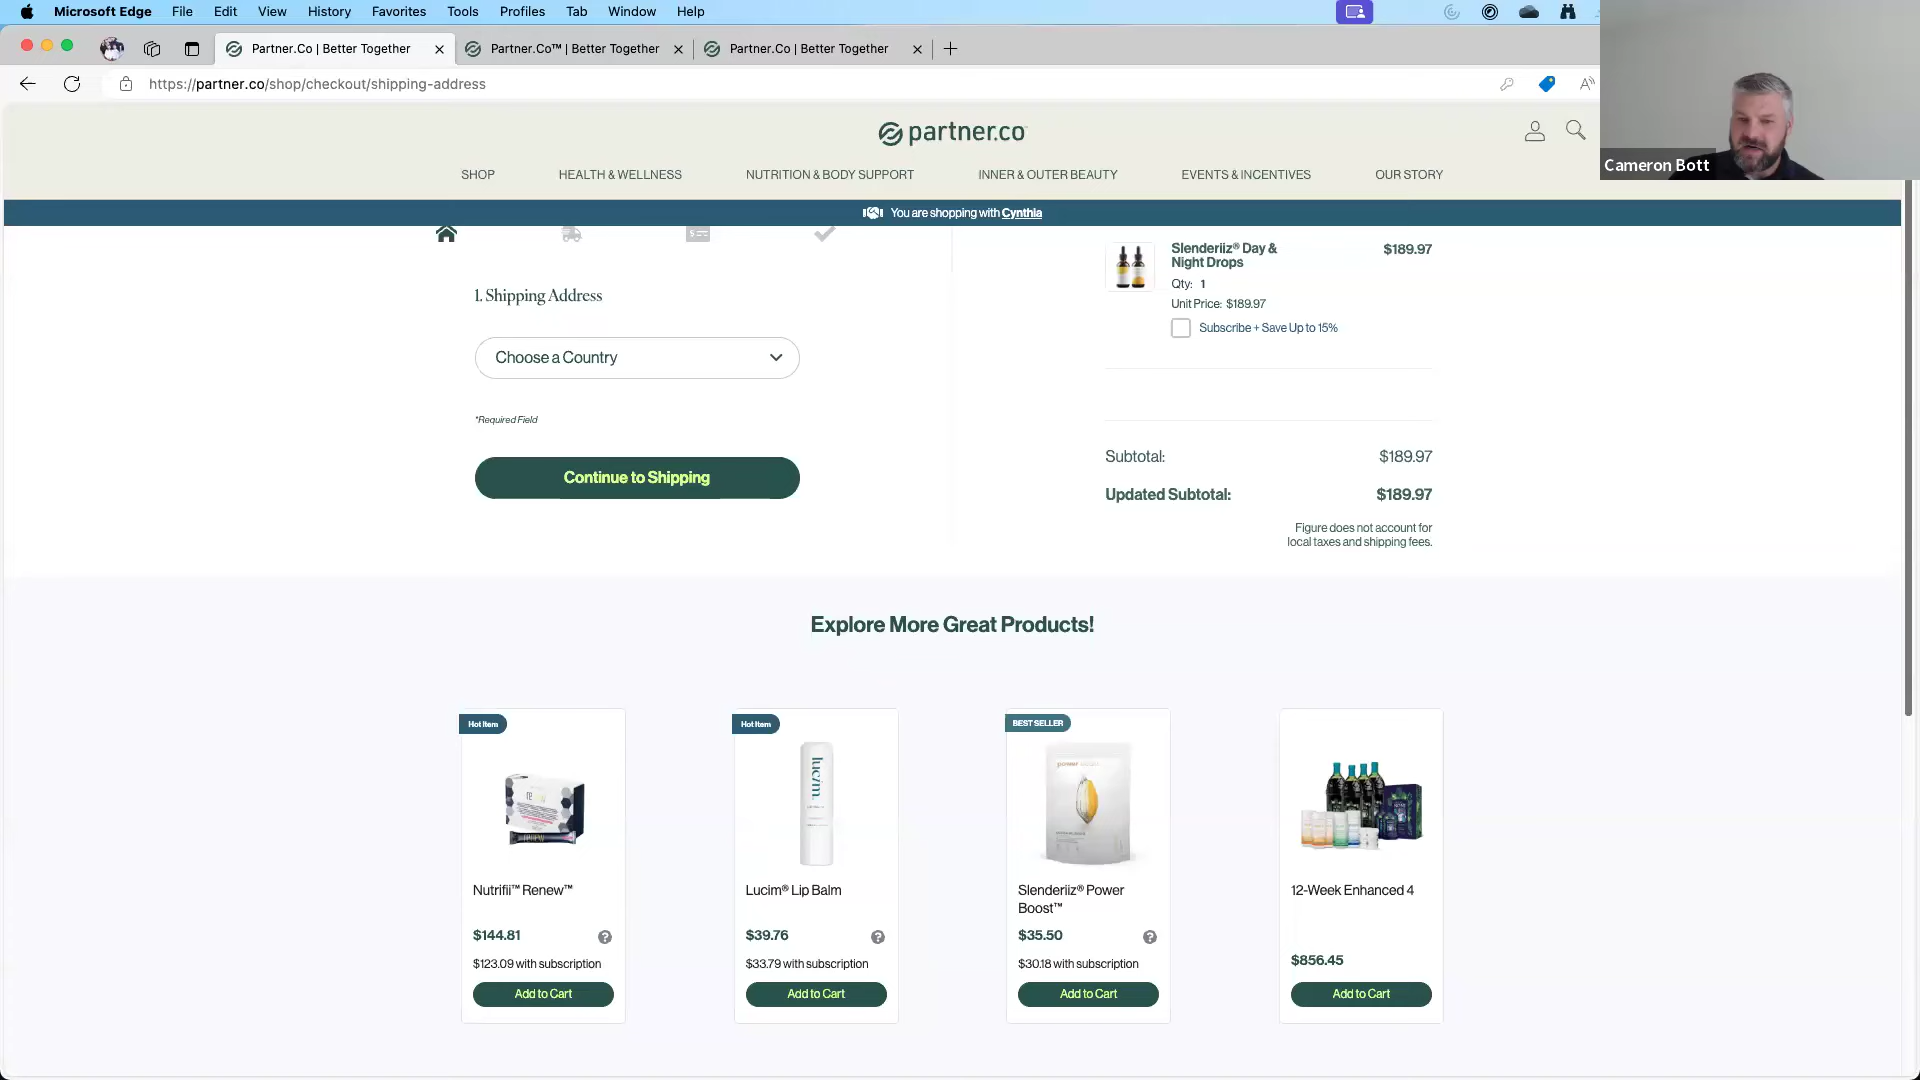 Microsoft Edge File Edit View History Favorites Tools Profiles Tab Window Help
Partner.Co | Better Together
Partner.Co™ | Better Together
Partner.Co | Better Together
https://partner.co/shop/checkout/shipping-address
Cameron Bott
partner.co
SHOP
HEALTH & WELLNESS
NUTRITION & BODY SUPPORT
INNER & OUTER BEAUTY
EVENTS & INCENTIVES
OUR STORY
You are shopping with Cynthia
1. Shipping Address
Choose a Country
*Required Field
Continue to Shipping
Slenderiiz® Day &
Night Drops
$189.97
Qty: 1
Unit Price: $189.97
Subscribe + Save Up to 15%
Subtotal: $189.97
Updated Subtotal: $189.97
Figure does not account for
local taxes and shipping fees.
Explore More Great Products!
Hot Item
Nutrifii™ Renew™
$144.81
$123.09 with subscription
Add to Cart
Hot Item
lucim.
Lucim® Lip Balm
$39.76
$33.79 with subscription
Add to Cart
BEST SELLER
power
Slenderiiz® Power
Boost™
$35.50
$30.18 with subscription
Add to Cart
12-Week Enhanced 4
$856.45
Add to Cart